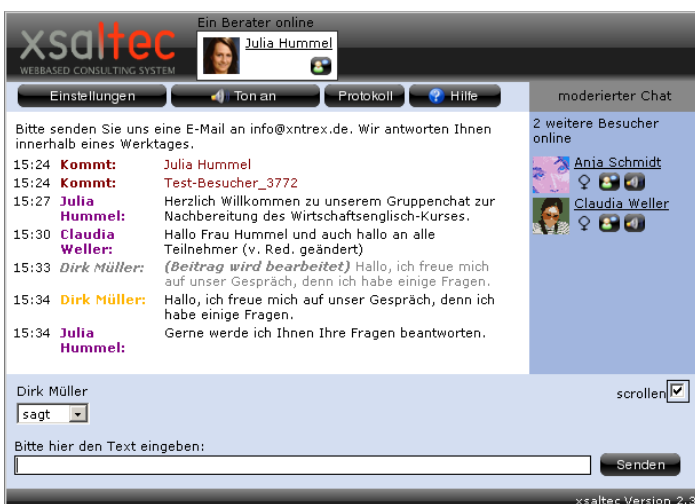 Ein Berater online
xsaltec
Julia Hummel
WEBBASED CONSULTING SYSTEM
Einstellungen
Ton an
Protokoll
? Hilfe
moderierter Chat
Bitte senden Sie uns eine E-Mail an info@xntrex.de. Wir antworten Ihnen
innerhalb eines Werktages.
15:24 Kommt: Julia Hummel
15:24 Kommt: Test-Besucher_3772
15:27 Julia Herzlich Willkommen zu unserem Gruppenchat zur
Hummel: Nachbereitung des Wirtschaftsenglisch-Kurses.
15:30 Claudia Hallo Frau Hummel und auch hallo an alle
Weller: Teilnehmer (v. Red. geändert)
15:33 Dirk Müller: (Beitrag wird bearbeitet) Hallo, ich freue mich
auf unser Gespräch, denn ich habe einige Fragen.
15:34 Dirk Müller: Hallo, ich freue mich auf unser Gespräch, denn ich
habe einige Fragen.
15:34 Julia Gerne werde ich Ihnen Ihre Fragen beantworten.
Hummel:
2 weitere Besucher
online
Anja Schmidt
Claudia Weller
Dirk Müller
scrollen
sagt
Bitte hier den Text eingeben:
Senden
xsaltec Version 2.3